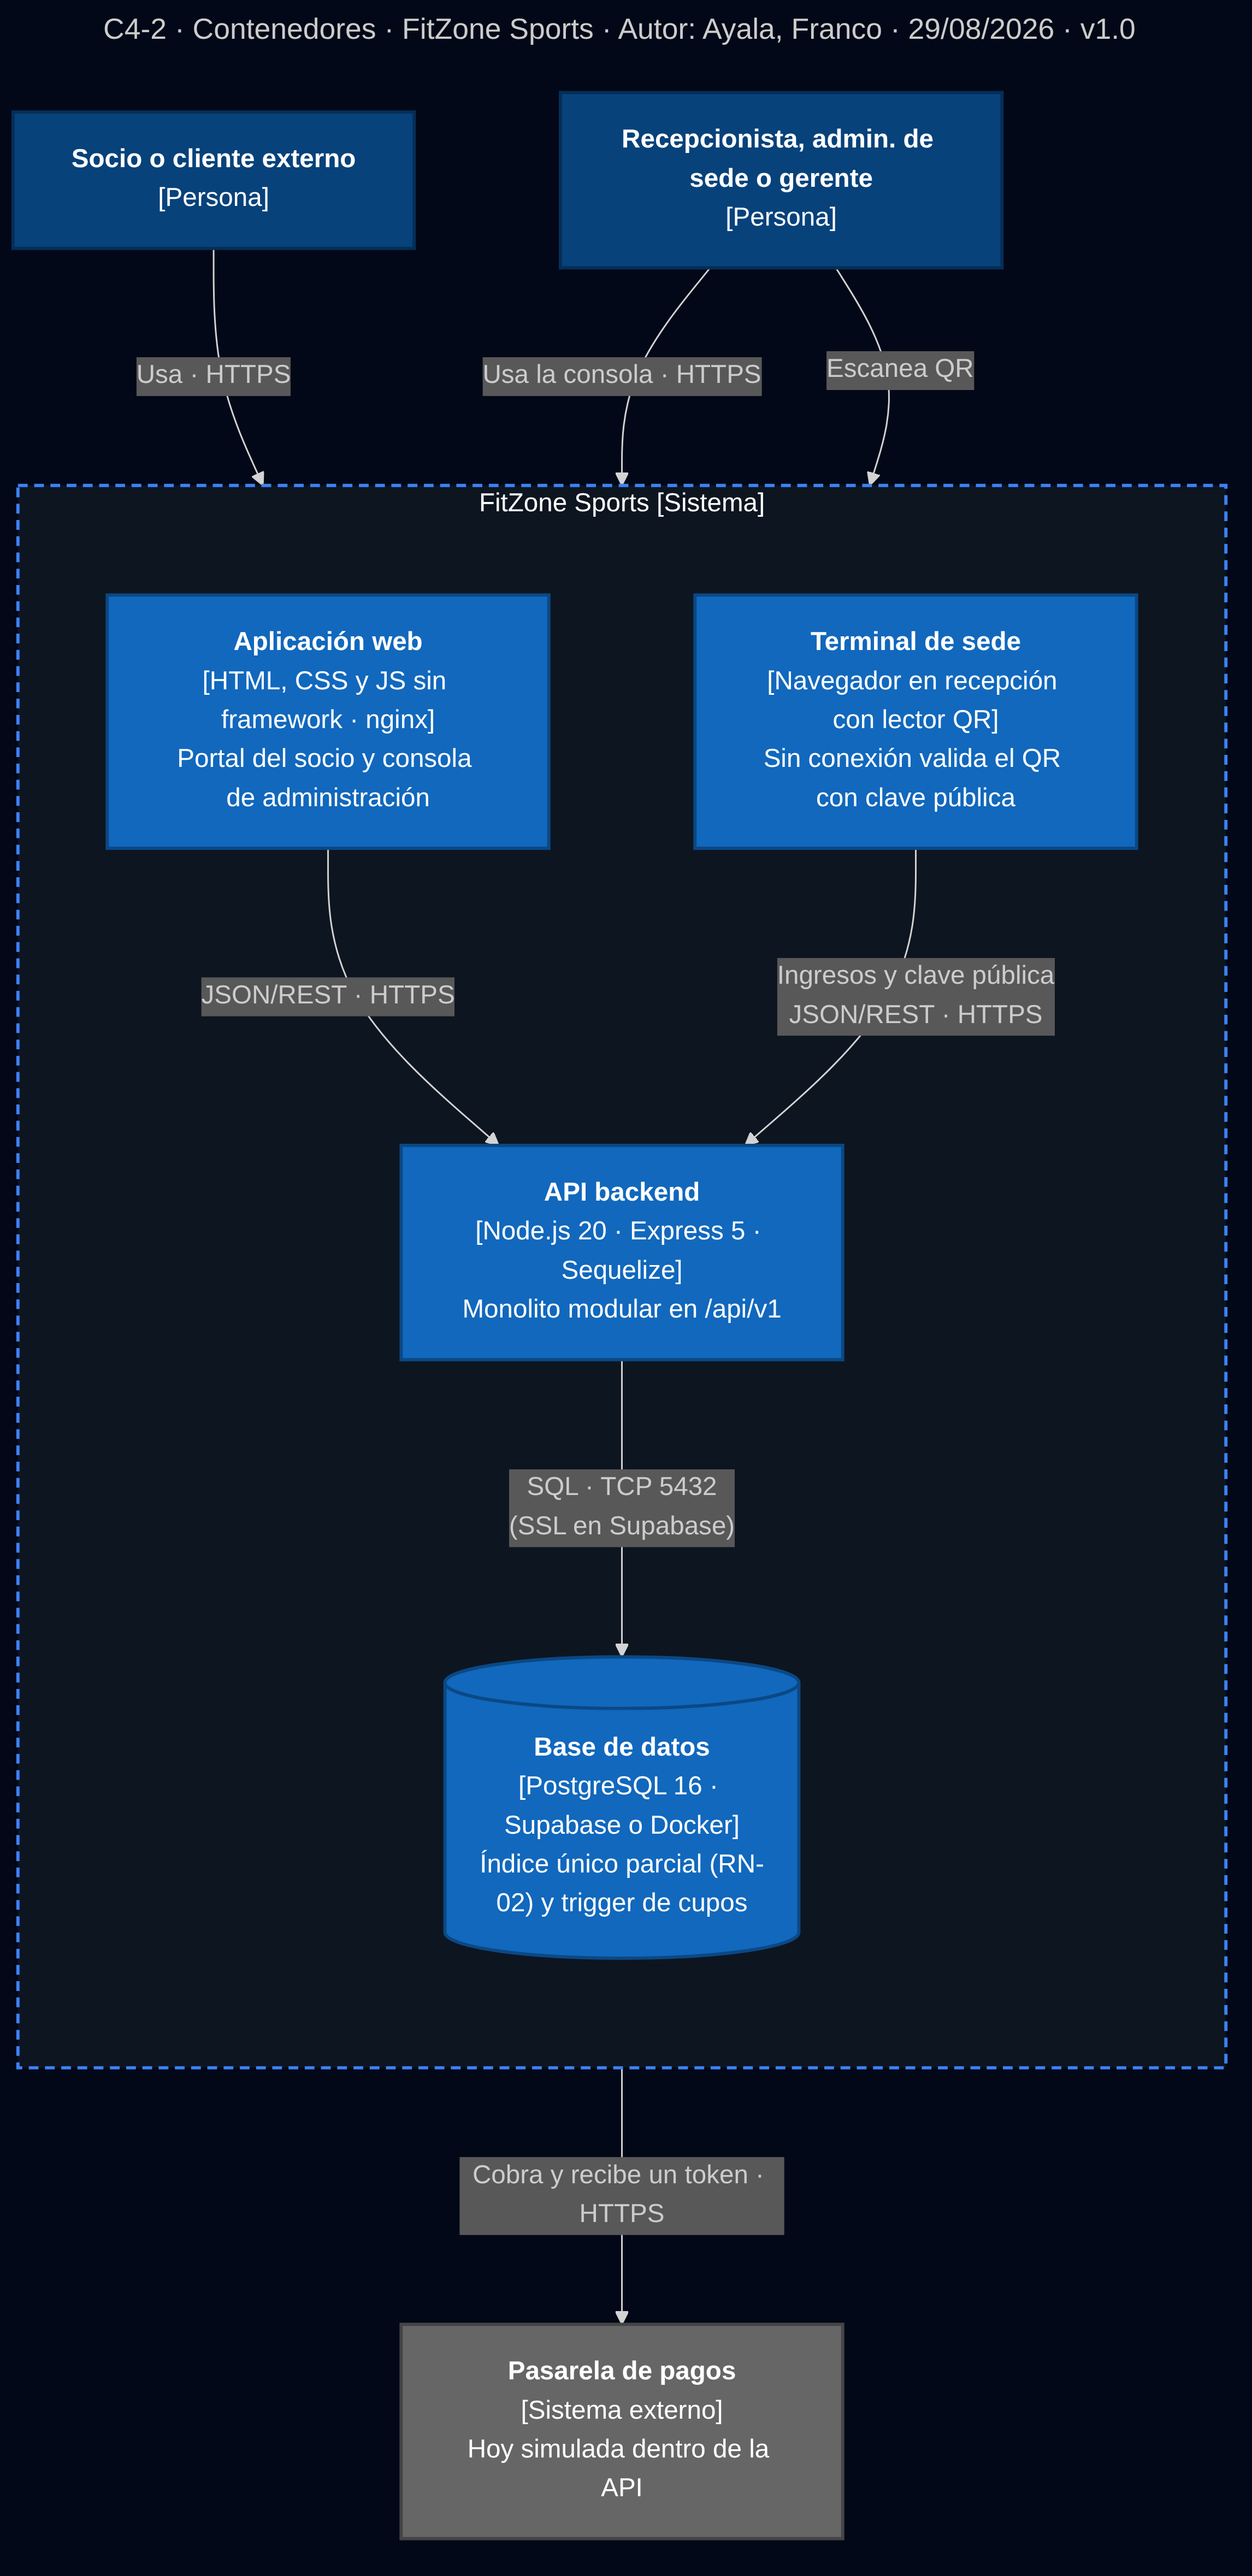 C4-2 · Contenedores · FitZone Sports · Autor: Ayala, Franco · 29/08/2026 · v1.0
Socio o cliente externo
[Persona]
Recepcionista, admin. de
sede o gerente
[Persona]
Usa · HTTPS
Usa la consola · HTTPS
Escanea QR
FitZone Sports [Sistema]
Aplicación web
[HTML, CSS y JS sin
framework · nginx]
Portal del socio y consola
de administración
Terminal de sede
[Navegador en recepción
con lector QR]
Sin conexión valida el QR
con clave pública
JSON/REST · HTTPS
Ingresos y clave pública
JSON/REST · HTTPS
API backend
[Node.js 20 · Express 5 ·
Sequelize]
Monolito modular en /api/v1
SQL · TCP 5432
(SSL en Supabase)
Base de datos
[PostgreSQL 16 ·
Supabase o Docker]
Índice único parcial (RN-
02) y trigger de cupos
Cobra y recibe un token ·
HTTPS
Pasarela de pagos
[Sistema externo]
Hoy simulada dentro de la
API